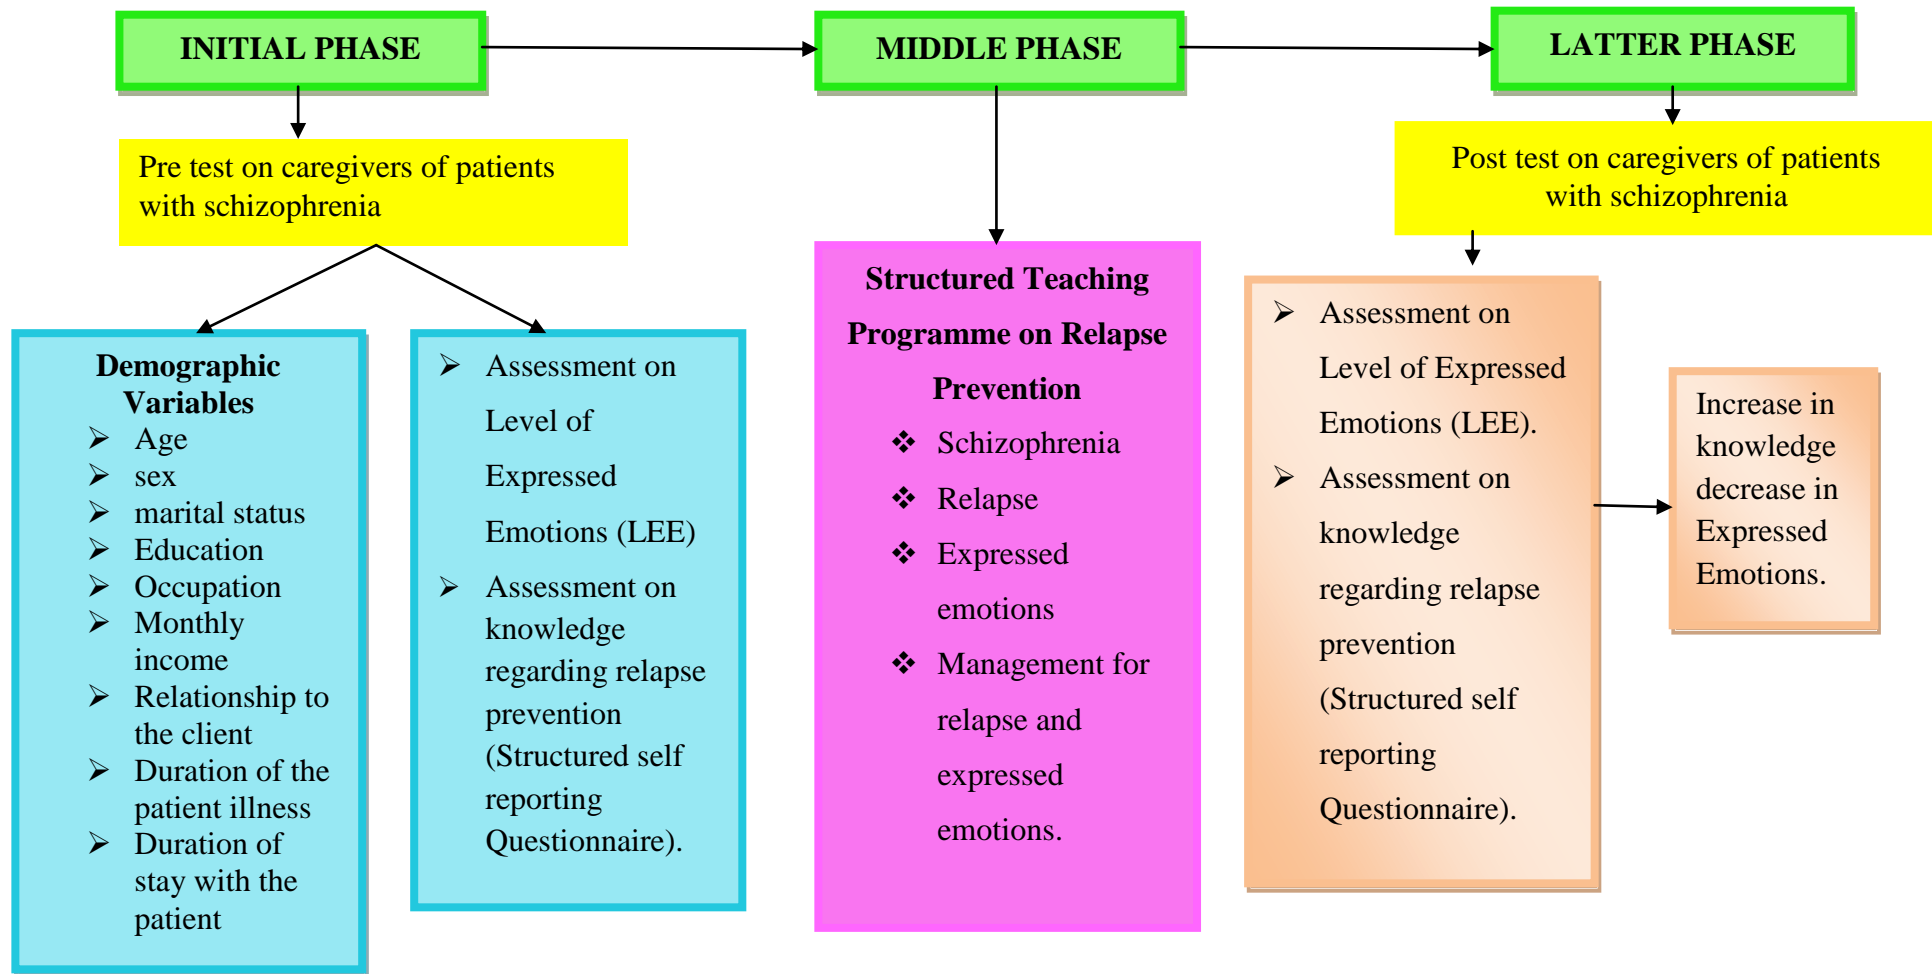 INITIAL PHASE
MIDDLE PHASE
LATTER PHASE
Pre test on caregivers of patients
with schizophrenia
Post test on caregivers of patients
with schizophrenia
Demographic
Variables
➢ Age
➢ sex
➢ marital status
➢ Education
➢ Occupation
➢ Monthly
income
➢ Relationship to
the client
➢ Duration of the
patient illness
➢ Duration of
stay with the
patient
➢ Assessment on
Level of
Expressed
Emotions (LEE)
➢ Assessment on
knowledge
regarding relapse
prevention
(Structured self
reporting
Questionnaire).
Structured Teaching
Programme on Relapse
Prevention
❖ Schizophrenia
❖ Relapse
❖ Expressed
emotions
❖ Management for
relapse and
expressed
emotions.
➢ Assessment on
Level of Expressed
Emotions (LEE).
➢ Assessment on
knowledge
regarding relapse
prevention
(Structured self
reporting
Questionnaire).
Increase in
knowledge
decrease in
Expressed
Emotions.